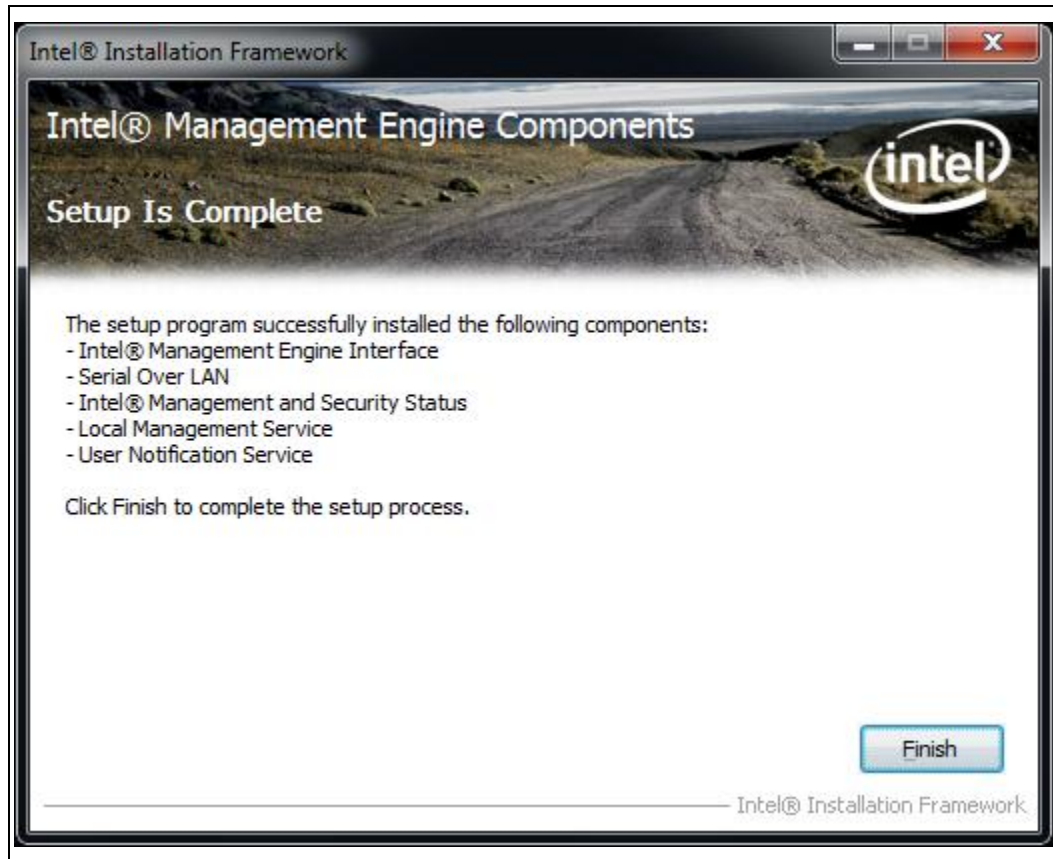 Intel® Installation Framework
Intel® Management Engine Components
intel
Setup Is Complete
The setup program successfully installed the following components:
- Intel® Management Engine Interface
- Serial Over LAN
- Intel® Management and Security Status
- Local Management Service
- User Notification Service
Click Finish to complete the setup process.
Finish
Intel® Installation Framework